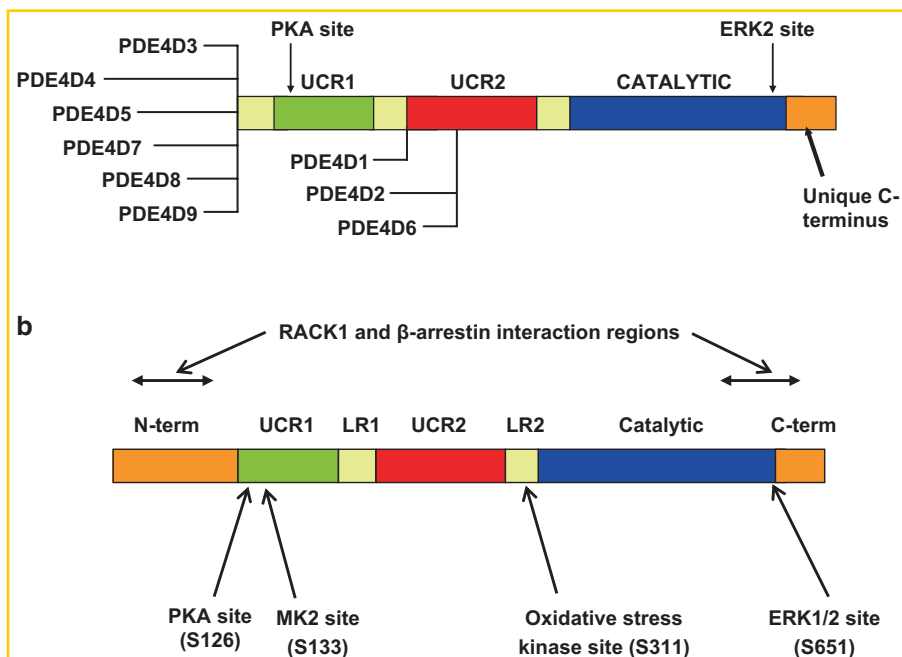 PKA site
ERK2 site
PDE4D3
PDE4D4
UCR1
UCR2
CATALYTIC
PDE4D5
PDE4D7
PDE4D1
PDE4D8
PDE4D2
Unique C-
terminus
PDE4D9
PDE4D6
b
RACK1 and β-arrestin interaction regions
N-term
UCR1
LR1
UCR2
LR2
Catalytic
C-term
PKA site
(S126)
MK2 site
(S133)
Oxidative stress
kinase site (S311)
ERK1/2 site
(S651)